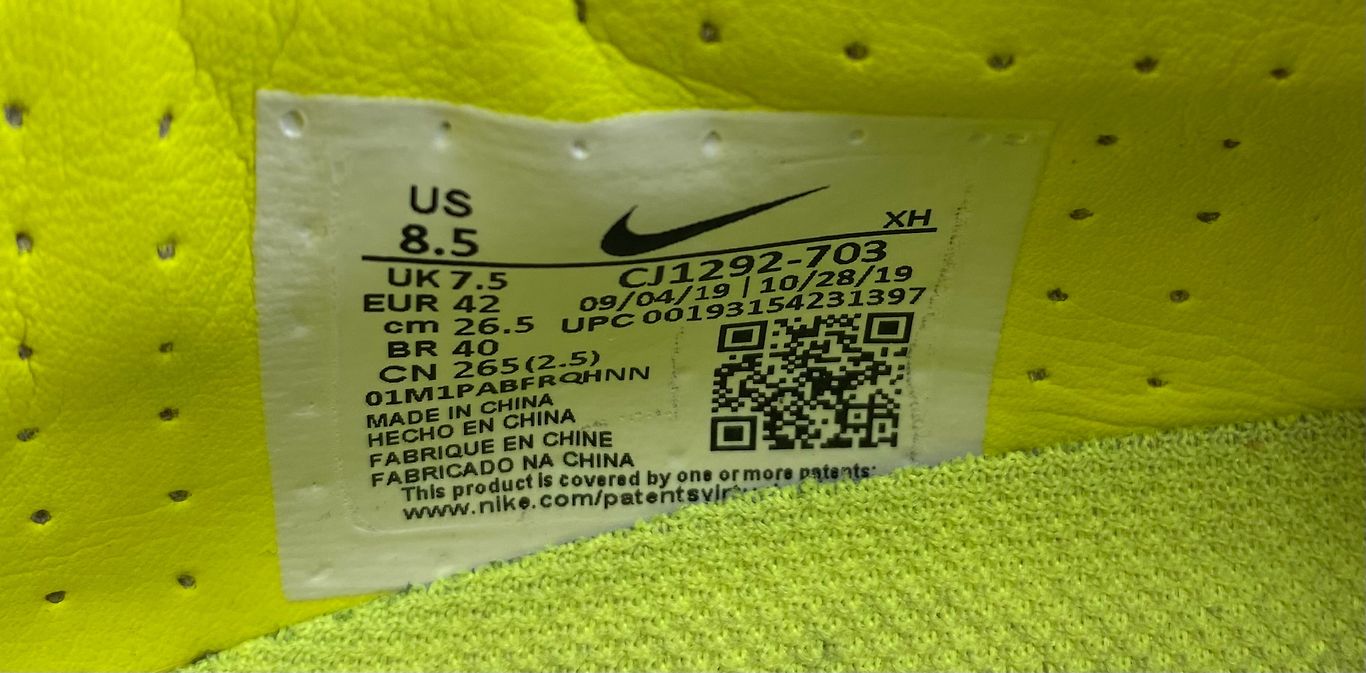 US
8.5
XH
UK 7.5
CJ1292-703
EUR 42
09/04/19 | 10/28/19
cm 26.5
UPC 00193154231397
BR 40
CN 265(2.5)
01M1PABFRQHNN
MADE IN CHINA
HECHO EN CHINA
FABRIQUE EN CHINE
FABRICADO NA CHINA
This product is covered by one or more patents:
www.nike.com/patents